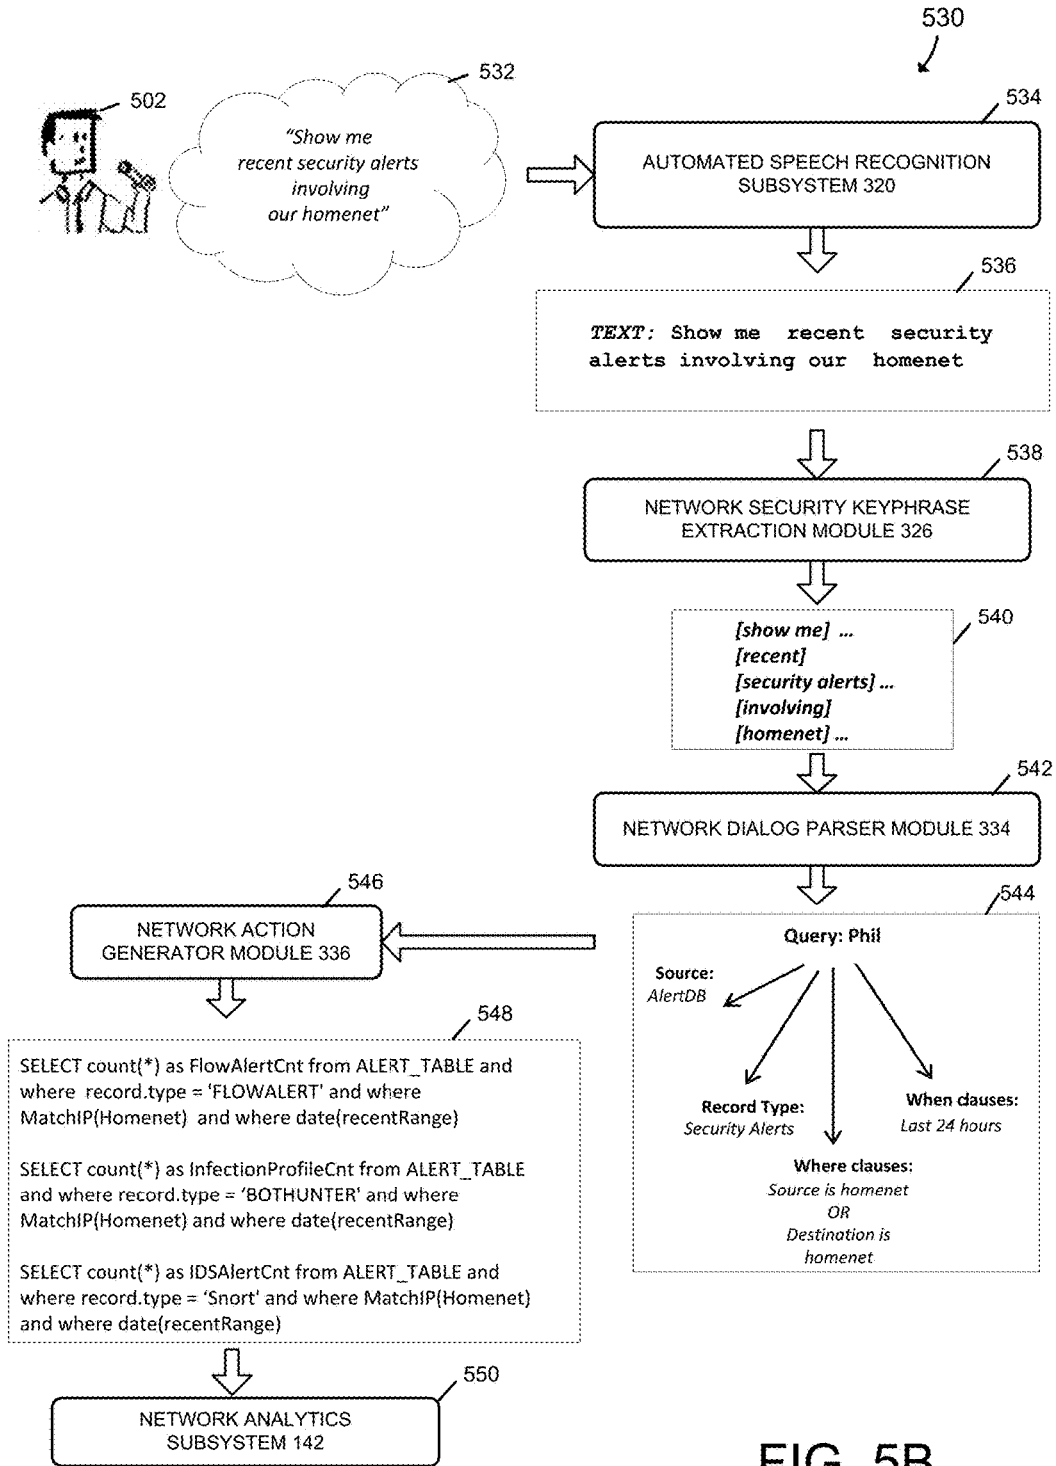 530
532
502
534
"Show me
recent security alerts
involving
our homenet"
AUTOMATED SPEECH RECOGNITION
SUBSYSTEM 320
536
TEXT: Show me recent security
alerts involving our homenet
538
NETWORK SECURITY KEYPHRASE
EXTRACTION MODULE 326
540
[show me] ...
[recent]
[security alerts] ...
[involving]
[homenet] ...
542
NETWORK DIALOG PARSER MODULE 334
544
Query: Phil
Source:
AlertDB
Record Type:
Security Alerts
When clauses:
Last 24 hours
Where clauses:
Source is homenet
OR
Destination is
homenet
546
NETWORK ACTION
GENERATOR MODULE 336
548
SELECT count(*) as FlowAlertCnt from ALERT_TABLE and
where record.type = 'FLOWALERT' and where
MatchIP(Homenet) and where date(recentRange)
SELECT count(*) as InfectionProfileCnt from ALERT_TABLE
and where record.type = 'BOTHUNTER' and where
MatchIP(Homenet) and where date(recentRange)
SELECT count(*) as IDSAlertCnt from ALERT_TABLE and
where record.type = 'Snort' and where MatchIP(Homenet)
and where date(recentRange)
550
NETWORK ANALYTICS
SUBSYSTEM 142
FIG. 5B